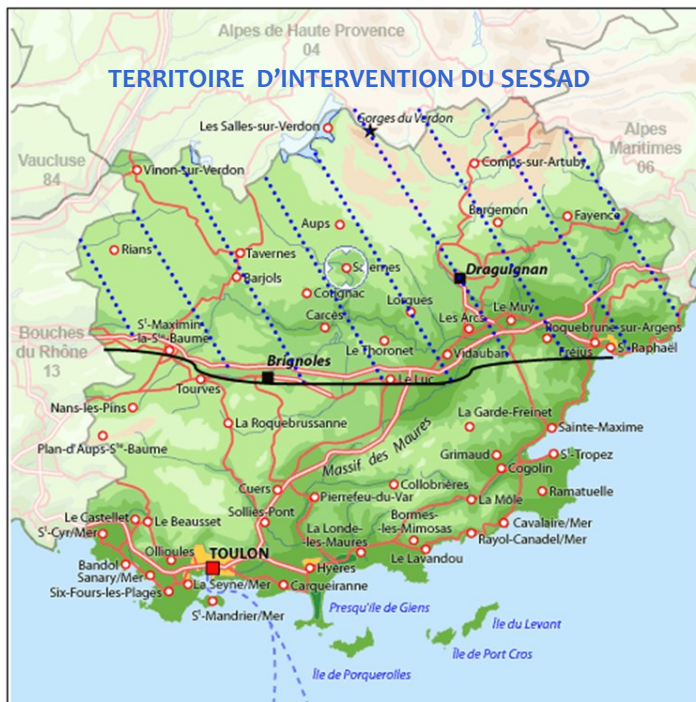 Alpes de Haute Provence
04
TERRITOIRE D'INTERVENTION DU SESSAD
Gorges du Verdon
Les Salles-sur-Verdon
Alpes
Maritimes
06
Vaucluse
84
Vinon-sur-Verdon
Comps-sur-Artuby
Bargemon
Fayence
Aups
Rians
Tavernes
Salernes
Draguignan
Barjols
Cotignac
Lorgues
Le Muy
Les Arcs
Carcès
Roquebrune-sur-Argens
Bouches
du Rhône
13
St-Maximin
-la-Ste-Baume
Le Thoronet
Vidauban
Fréjus
St-Raphaël
Brignoles
Le Luc
Tourves
Nans-les-Pins
La Roquebrussanne
La Garde-Freinet
Sainte-Maxime
Plan-d'Aups-Ste-Baume
Massif des Maures
Grimaud
St-Tropez
Cogolin
Cuers
Collobrières
Ramatuelle
Pierrefeu-du-Var
La Môle
Solliès-Pont
Bormes-
les-Mimosas
Cavalaire/Mer
Le Castellet
Le Beausset
St-Cyr/Mer
La Londe
-les-Maures
Rayol-Canadel/Mer
Ollioules
TOULON
Le Lavandou
Bandol
Hyères
Sanary/Mer
La Seyne/Mer
Carqueiranne
Six-Fours-les-Plages
St-Mandrier/Mer
Presqu'île de Giens
Île du Levant
Île de Port Cros
Île de Porquerolles